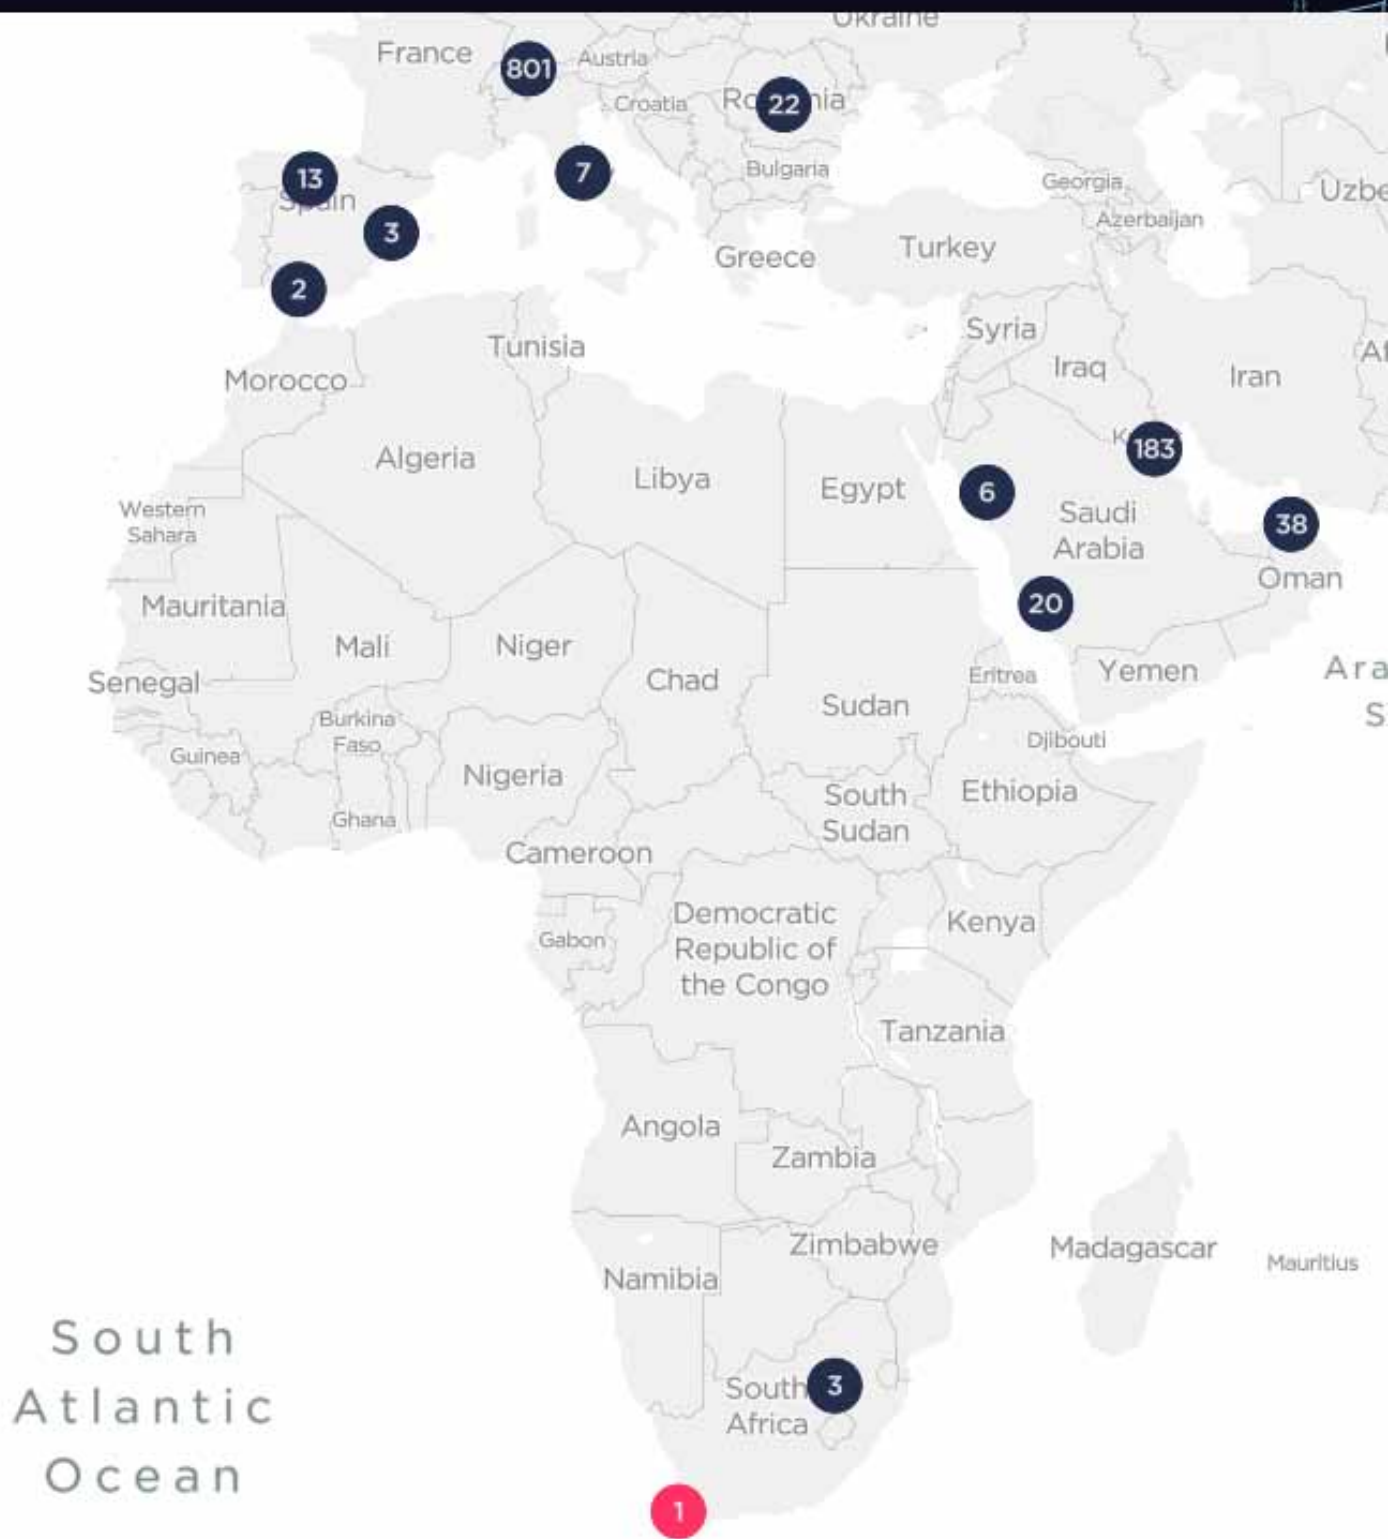 Ukraine
France
801
Austria
Croatia
22
13
Spain
7
Bulgaria
Georgia
Azerbaijan
3
Greece
Turkey
2
Tunisia
Syria
Morocco
Iraq
Iran
Algeria
Libya
Egypt
183
6
Saudi
Arabia
38
Western
Sahara
Oman
Mauritania
20
Mali
Niger
Chad
Senegal
Eritrea
Yemen
Sudan
Burkina
Faso
Guinea
Djibouti
Nigeria
South
Sudan
Ethiopia
Ghana
Cameroon
Democratic
Republic of
the Congo
Gabon
Kenya
Tanzania
Angola
Zambia
Zimbabwe
Madagascar
Mauritius
Namibia
South
Atlantic
Ocean
South
Africa
3
1